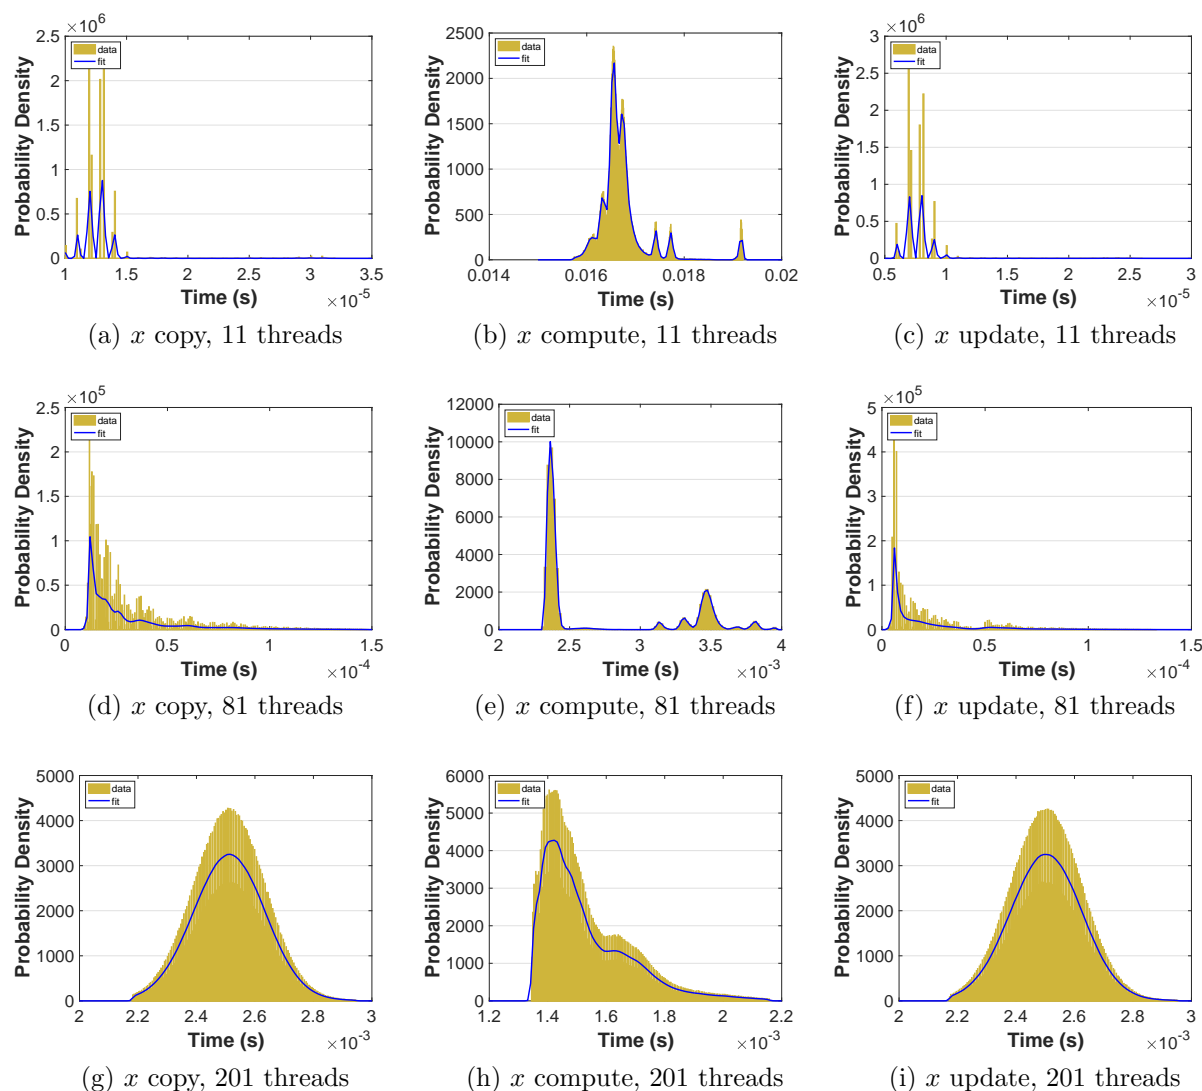 ×10⁶
2.5
2
1.5
1
0.5
0
Probability Density
data
fit
1 1.5 2 2.5 3 3.5
Time (s) ×10⁻⁵
(a) x copy, 11 threads
2500
2000
1500
1000
500
0
Probability Density
data
fit
0.014 0.016 0.018 0.02
Time (s)
(b) x compute, 11 threads
×10⁶
3
2.5
2
1.5
1
0.5
0
Probability Density
data
fit
0.5 1 1.5 2 2.5 3
Time (s) ×10⁻⁵
(c) x update, 11 threads
×10⁵
2.5
2
1.5
1
0.5
0
Probability Density
data
fit
0 0.5 1 1.5
Time (s) ×10⁻⁴
(d) x copy, 81 threads
12000
10000
8000
6000
4000
2000
0
Probability Density
data
fit
2 2.5 3 3.5 4
Time (s) ×10⁻³
(e) x compute, 81 threads
×10⁵
5
4
3
2
1
0
Probability Density
data
fit
0 0.5 1 1.5
Time (s) ×10⁻⁴
(f) x update, 81 threads
5000
4000
3000
2000
1000
0
Probability Density
data
fit
2 2.2 2.4 2.6 2.8 3
Time (s) ×10⁻³
(g) x copy, 201 threads
6000
5000
4000
3000
2000
1000
0
Probability Density
data
fit
1.2 1.4 1.6 1.8 2 2.2
Time (s) ×10⁻³
(h) x compute, 201 threads
5000
4000
3000
2000
1000
0
Probability Density
data
fit
2 2.2 2.4 2.6 2.8 3
Time (s) ×10⁻³
(i) x update, 201 threads